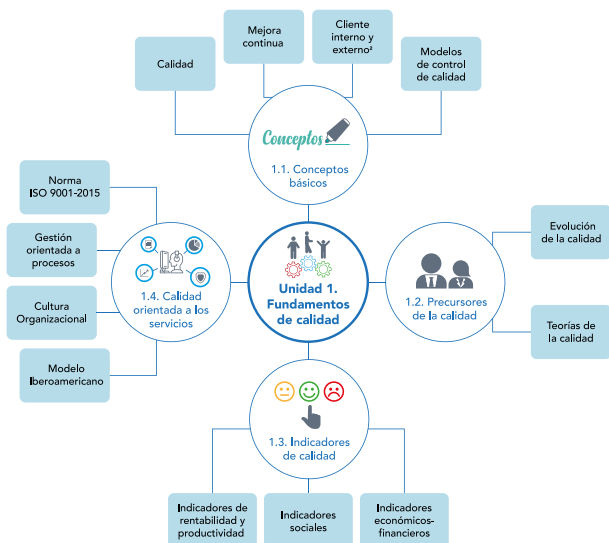 Calidad
Mejora
continua
Cliente
interno y
externo²
Modelos
de control
de calidad
Conceptos
1.1. Conceptos
básicos
Norma
ISO 9001-2015
Gestión
orientada a
procesos
Cultura
Organizacional
Modelo
Iberoamericano
1.4. Calidad
orientada a los
servicios
Unidad 1.
Fundamentos
de calidad
1.2. Precursores
de la calidad
Evolución
de la calidad
Teorías de
la calidad
1.3. Indicadores
de calidad
Indicadores de
rentabilidad y
productividad
Indicadores
sociales
Indicadores
económicos-
financieros